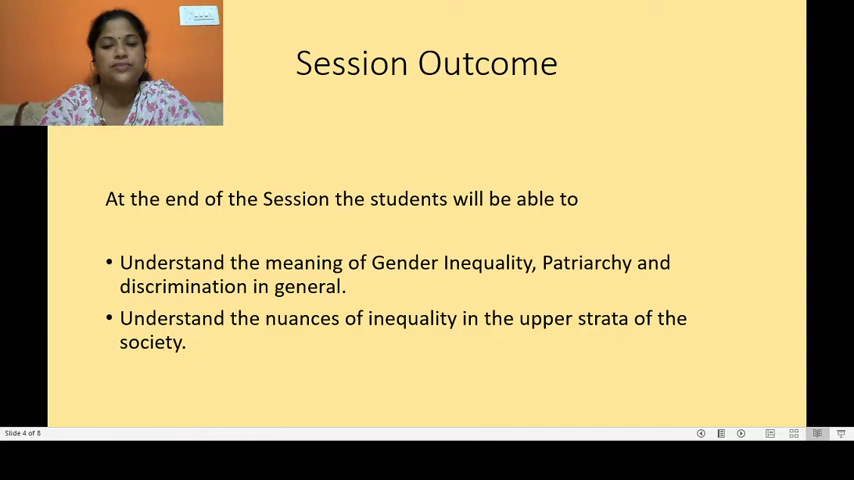 Session Outcome
At the end of the Session the students will be able to
• Understand the meaning of Gender Inequality, Patriarchy and
discrimination in general.
• Understand the nuances of inequality in the upper strata of the
society.
Slide 4 of 8